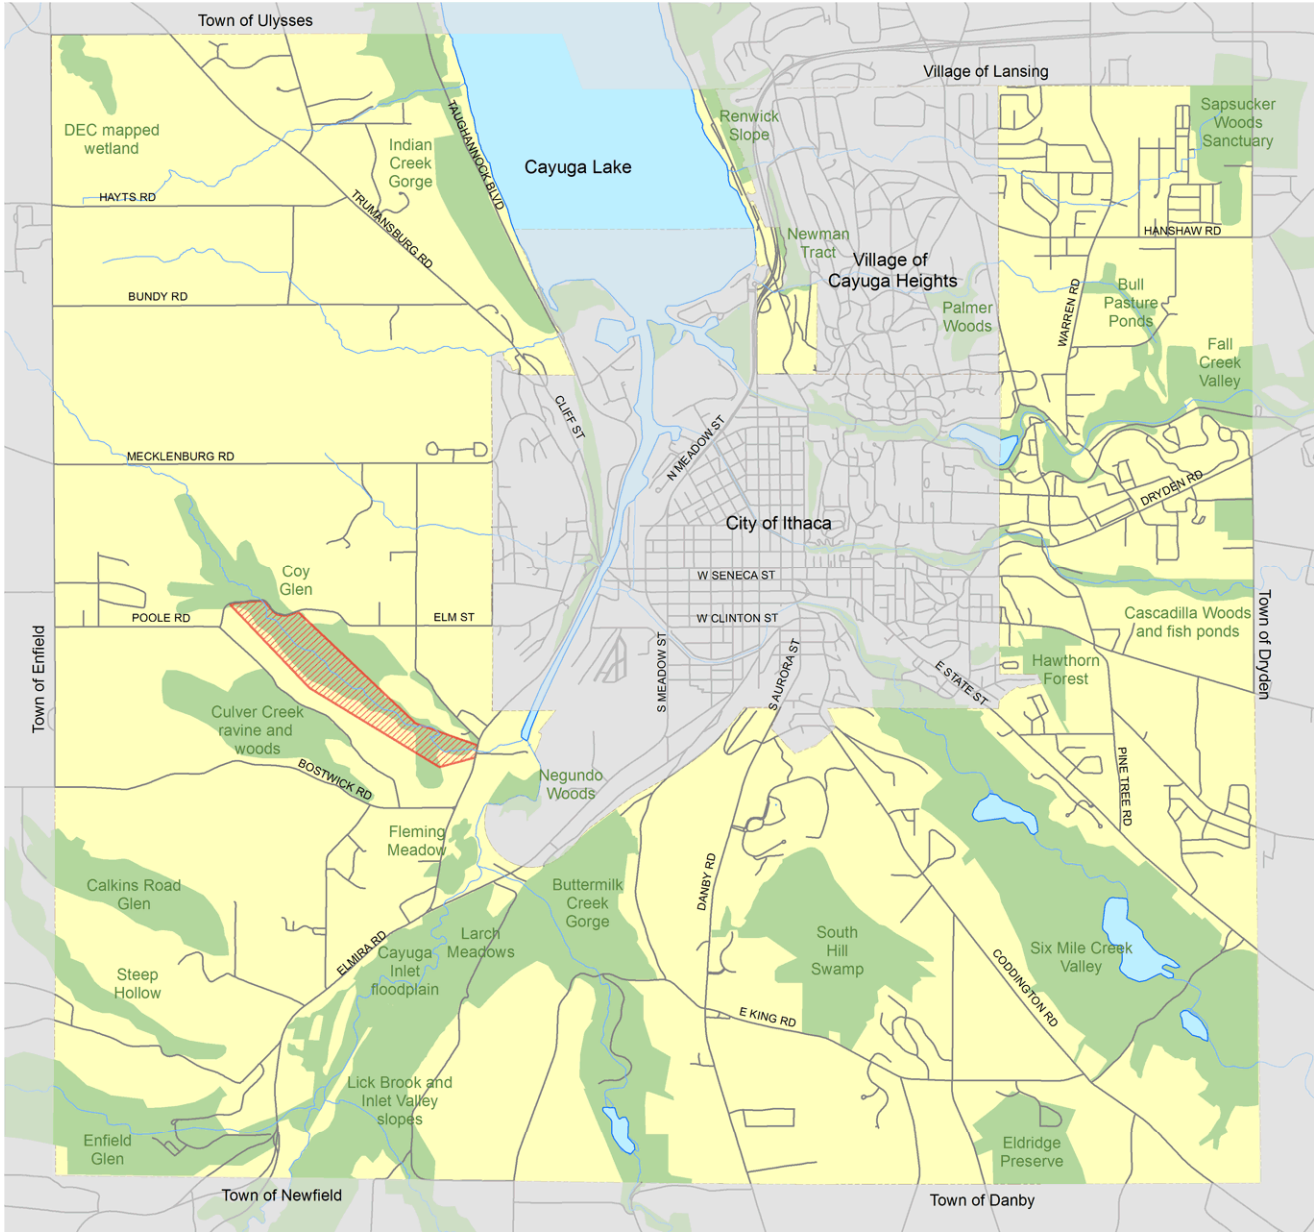 Town of Ulysses
Village of Lansing
DEC mapped
wetland
TAUGHANNOCK BLVD
Renwick
Slope
Sapsucker
Woods
Sanctuary
Indian
Creek
Gorge
Cayuga Lake
HAYTS RD
TRUMANSBURG RD
Newman
Tract
Village of
Cayuga Heights
HANSHAW RD
BUNDY RD
Palmer
Woods
WARREN RD
Bull
Pasture
Ponds
Fall
Creek
Valley
CLIFF ST
N MEADOW ST
MECKLENBURG RD
DRYDEN RD
City of Ithaca
Coy
Glen
W SENECA ST
POOLE RD
ELM ST
W CLINTON ST
Cascadilla Woods
and fish ponds
Town of Enfield
Town of Dryden
S MEADOW ST
S AURORA ST
E STATE ST
Hawthorn
Forest
Culver Creek
ravine and
woods
BOSTWICK RD
Negundo
Woods
PINE TREE RD
Fleming
Meadow
Calkins Road
Glen
Buttermilk
Creek
Gorge
DANBY RD
ELMIRA RD
Larch
Meadows
Cayuga
Inlet
floodplain
South
Hill
Swamp
Six Mile Creek
Valley
CODDINGTON RD
Steep
Hollow
E KING RD
Lick Brook and
Inlet Valley
slopes
Enfield
Glen
Eldridge
Preserve
Town of Newfield
Town of Danby